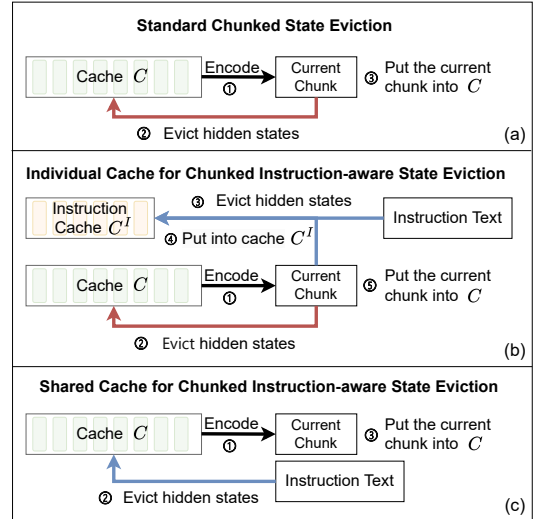 Standard Chunked State Eviction
Cache C
Encode
①
Current
Chunk
③ Put the current
chunk into C
② Evict hidden states
(a)
Individual Cache for Chunked Instruction-aware State Eviction
③ Evict hidden states
Instruction
Cache C^I
Instruction Text
④ Put into cache C^I
Cache C
Encode
①
Current
Chunk
⑤ Put the current
chunk into C
② Evict hidden states
(b)
Shared Cache for Chunked Instruction-aware State Eviction
Cache C
Encode
①
Current
Chunk
③ Put the current
chunk into C
Instruction Text
② Evict hidden states
(c)